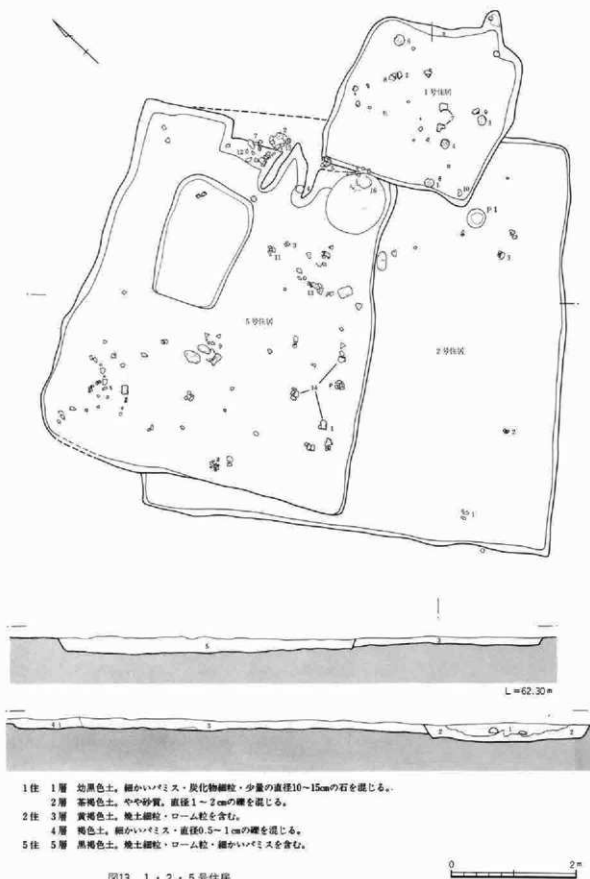 1号住居
5号住居
2号住居
P1
L=62.30m
1住 1層 幼黒色土。細かいパミス・炭化物細粒・少量の直径10~15cmの石を混じる。
2層 茶褐色土。やや砂質。直径1~2cmの礫を混じる。
2住 3層 黄褐色土。焼土細粒・ローム粒を含む。
4層 褐色土。細かいパミス・直径0.5~1cmの礫を混じる。
5住 5層 黒褐色土。焼土細粒・ローム粒・細かいパミスを含む。
図13 1・2・5号住居
0 2m